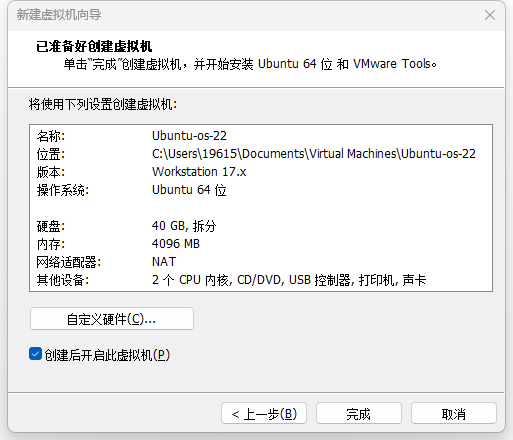 新建虚拟机向导
已准备好创建虚拟机
单击“完成”创建虚拟机，并开始安装 Ubuntu 64 位 和 VMware Tools。
将使用下列设置创建虚拟机:
名称: Ubuntu-os-22
位置: C:\Users\19615\Documents\Virtual Machines\Ubuntu-os-22
版本: Workstation 17.x
操作系统: Ubuntu 64 位
硬盘: 40 GB, 拆分
内存: 4096 MB
网络适配器: NAT
其他设备: 2 个 CPU 内核, CD/DVD, USB 控制器, 打印机, 声卡
自定义硬件(C)...
创建后开启此虚拟机(P)
< 上一步(B) 完成 取消